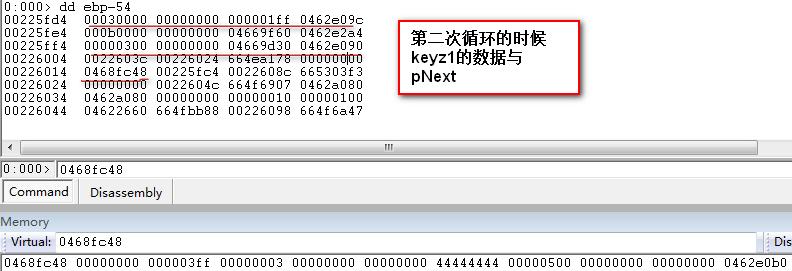 0:000> dd ebp-54
00225fd4 00030000 00000000 000001ff 0462e09c
00225fe4 000b0000 00000000 04669f60 0462e2a4
00225ff4 00000300 00000000 04669d30 0462e090
00226004 0022603c 00226024 664ea178 00000000
00226014 0468fc48 00225fc4 0022608c 665303f3
00226024 00000000 0022604c 664f6907 0462a080
00226034 0462a080 00000000 00000010 00000100
00226044 04622660 664fbb88 00226098 664f6a47
第二次循环的时候
keyz1的数据与
pNext
0:000> 0468fc48
Command Disassembly
Memory
Virtual: 0468fc48 Dis
0468fc48 00000000 000003ff 00000003 00000000 00000000 44444444 00000500 00000000 00000000 0462e0b0